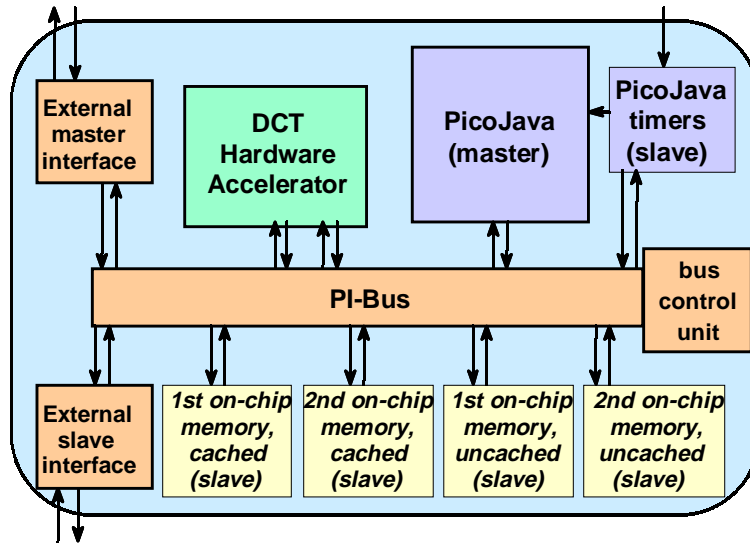 External
master
interface
DCT
Hardware
Accelerator
PicoJava
(master)
PicoJava
timers
(slave)
PI-Bus
bus
control
unit
External
slave
interface
1st on-chip
memory,
cached
(slave)
2nd on-chip
memory,
cached
(slave)
1st on-chip
memory,
uncached
(slave)
2nd on-chip
memory,
uncached
(slave)